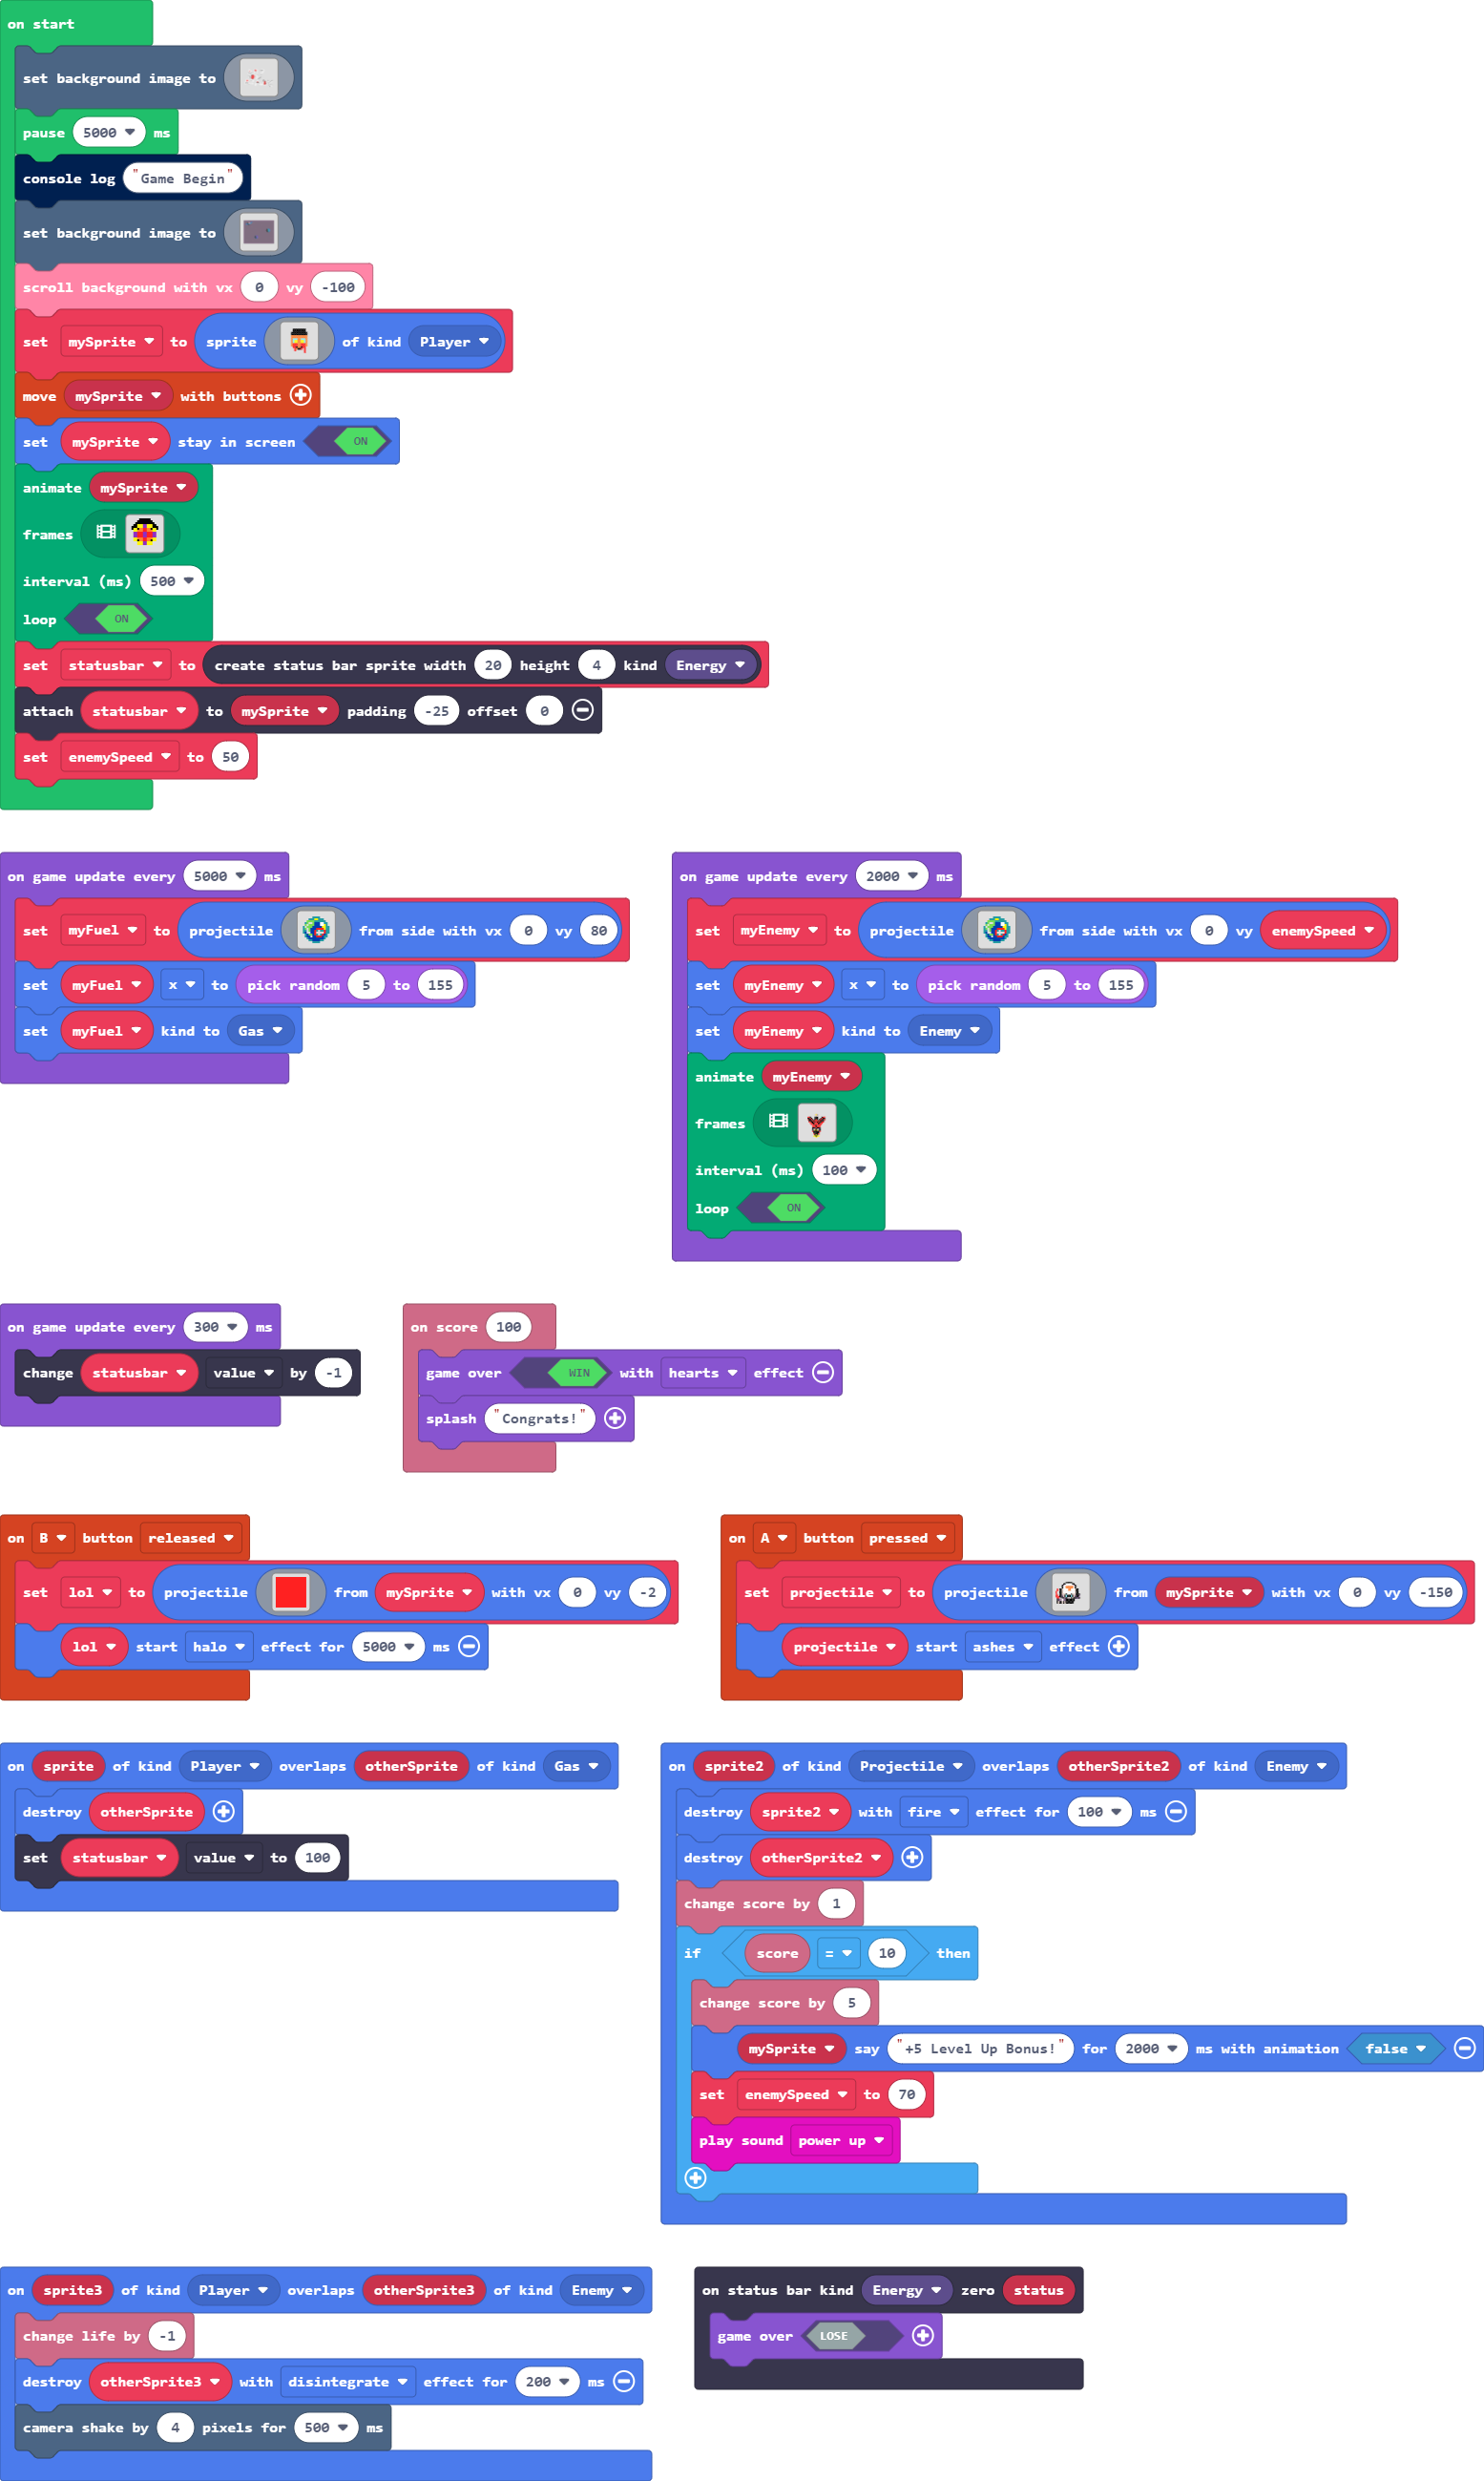 on start
set background image to
pause 5000 ms
console log "Game Begin"
set background image to
scroll background with vx 0 vy -100
set mySprite to sprite of kind Player
move mySprite with buttons
set mySprite stay in screen ON
animate mySprite
frames
interval (ms) 500
loop ON
set statusbar to create status bar sprite width 20 height 4 kind Energy
attach statusbar to mySprite padding -25 offset 0
set enemySpeed to 50
on game update every 5000 ms
set myFuel to projectile from side with vx 0 vy 80
set myFuel x to pick random 5 to 155
set myFuel kind to Gas
on game update every 2000 ms
set myEnemy to projectile from side with vx 0 vy enemySpeed
set myEnemy x to pick random 5 to 155
set myEnemy kind to Enemy
animate myEnemy
frames
interval (ms) 100
loop ON
on game update every 300 ms
change statusbar value by -1
on score 100
game over WIN with hearts effect
splash "Congrats!"
on B button released
set lol to projectile from mySprite with vx 0 vy -2
lol start halo effect for 5000 ms
on A button pressed
set projectile to projectile from mySprite with vx 0 vy -150
projectile start ashes effect
on sprite of kind Player overlaps otherSprite of kind Gas
destroy otherSprite
set statusbar value to 100
on sprite2 of kind Projectile overlaps otherSprite2 of kind Enemy
destroy sprite2 with fire effect for 100 ms
destroy otherSprite2
change score by 1
if score = 10 then
change score by 5
mySprite say "+5 Level Up Bonus!" for 2000 ms with animation false
set enemySpeed to 70
play sound power up
on sprite3 of kind Player overlaps otherSprite3 of kind Enemy
change life by -1
destroy otherSprite3 with disintegrate effect for 200 ms
camera shake by 4 pixels for 500 ms
on status bar kind Energy zero status
game over LOSE